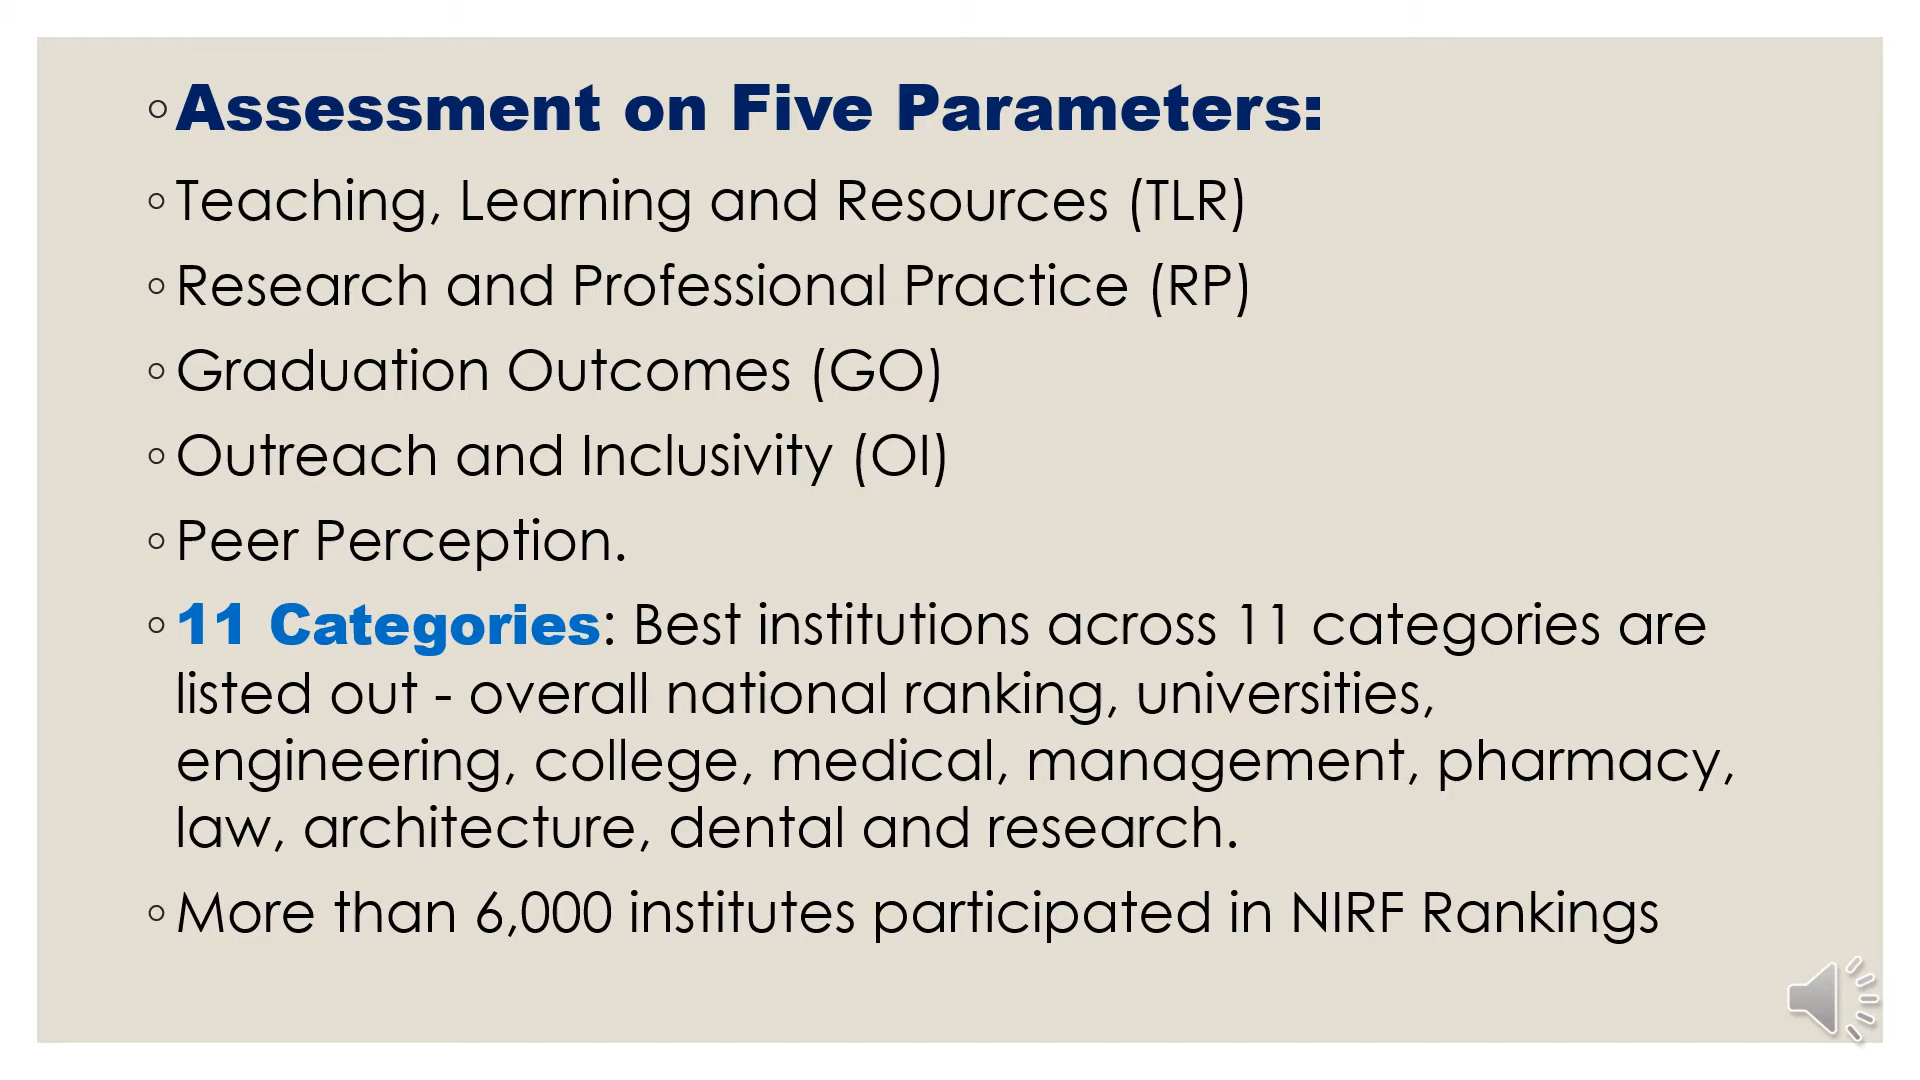 ◦Assessment on Five Parameters:
◦Teaching, Learning and Resources (TLR)
◦Research and Professional Practice (RP)
◦Graduation Outcomes (GO)
◦Outreach and Inclusivity (OI)
◦Peer Perception.
◦11 Categories: Best institutions across 11 categories are
listed out - overall national ranking, universities,
engineering, college, medical, management, pharmacy,
law, architecture, dental and research.
◦More than 6,000 institutes participated in NIRF Rankings